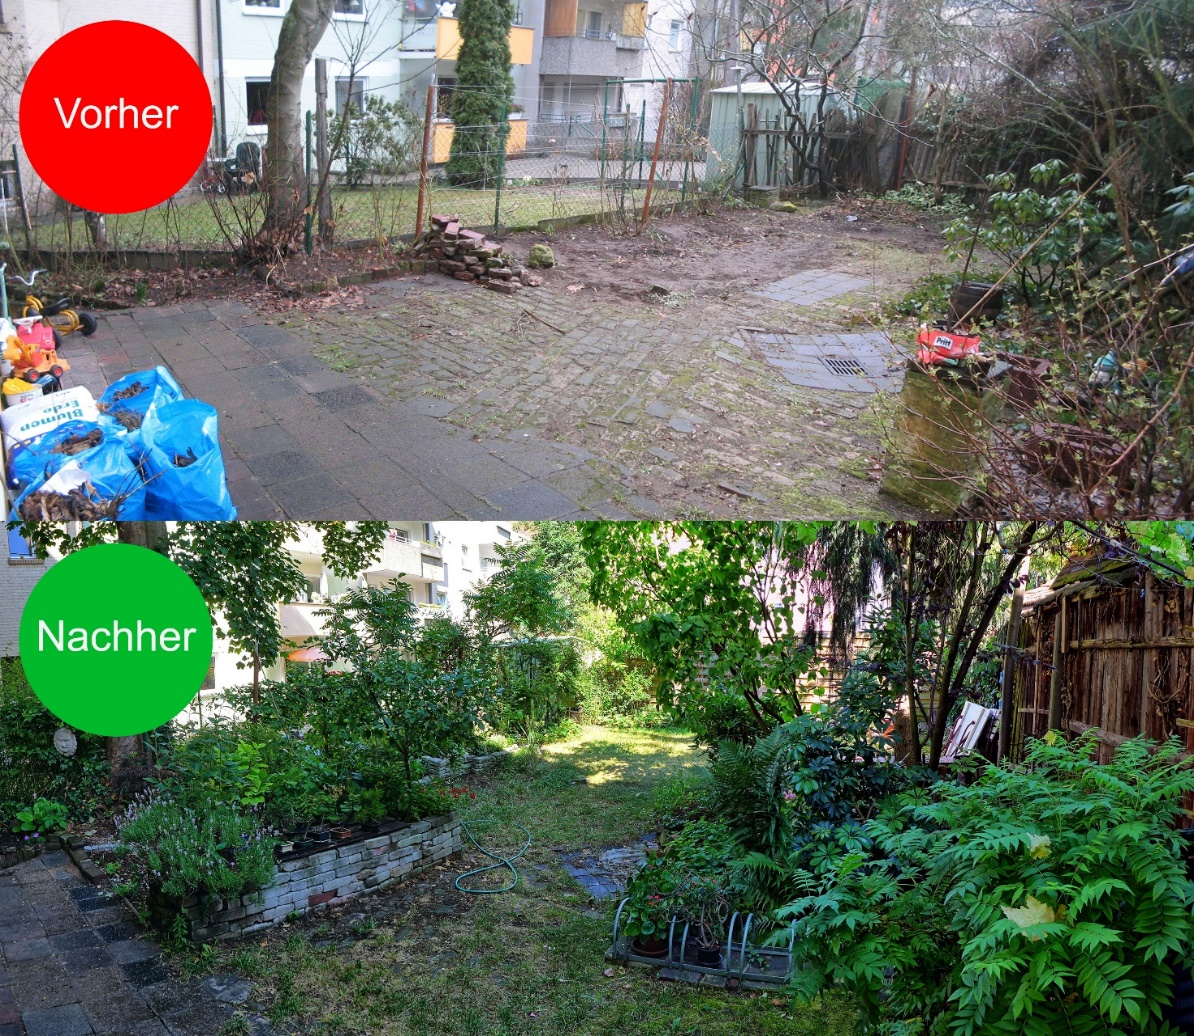 Vorher
Pritt
Blumen
Erde
Nachher